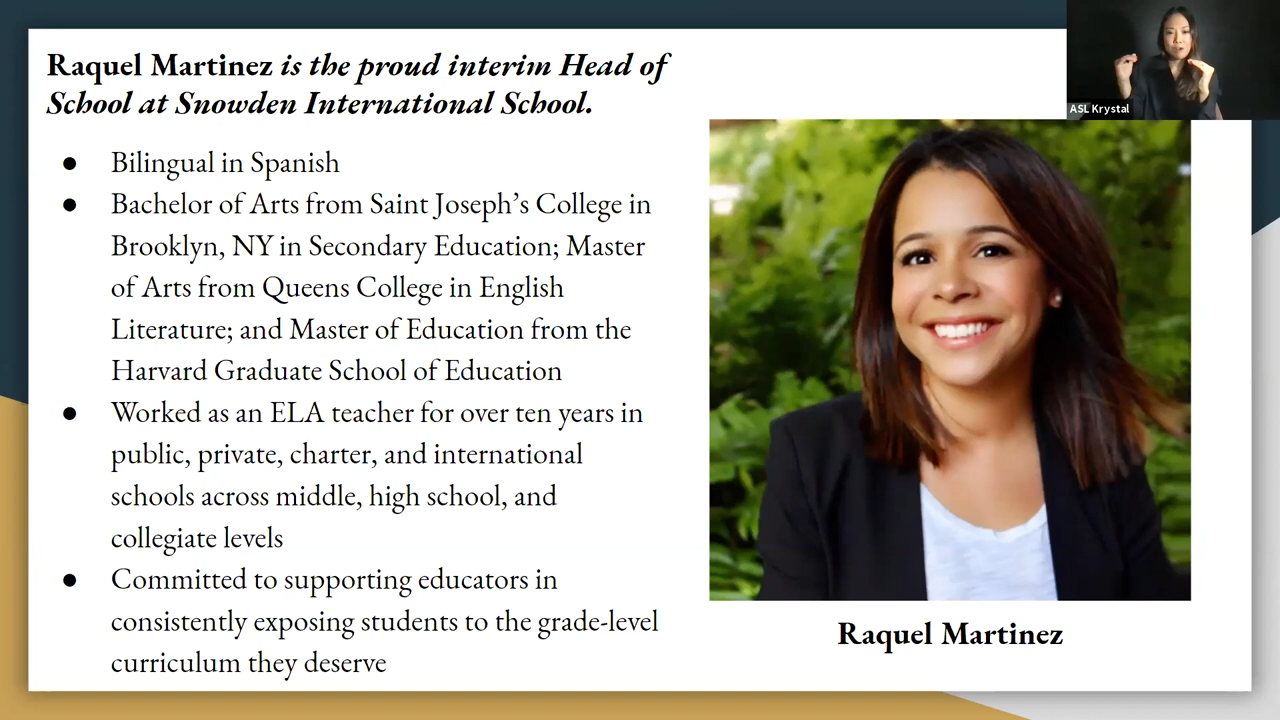 Raquel Martinez is the proud interim Head of
School at Snowden International School.
● Bilingual in Spanish
● Bachelor of Arts from Saint Joseph’s College in
Brooklyn, NY in Secondary Education; Master
of Arts from Queens College in English
Literature; and Master of Education from the
Harvard Graduate School of Education
● Worked as an ELA teacher for over ten years in
public, private, charter, and international
schools across middle, high school, and
collegiate levels
● Committed to supporting educators in
consistently exposing students to the grade-level
curriculum they deserve
ASL Krystal
Raquel Martinez